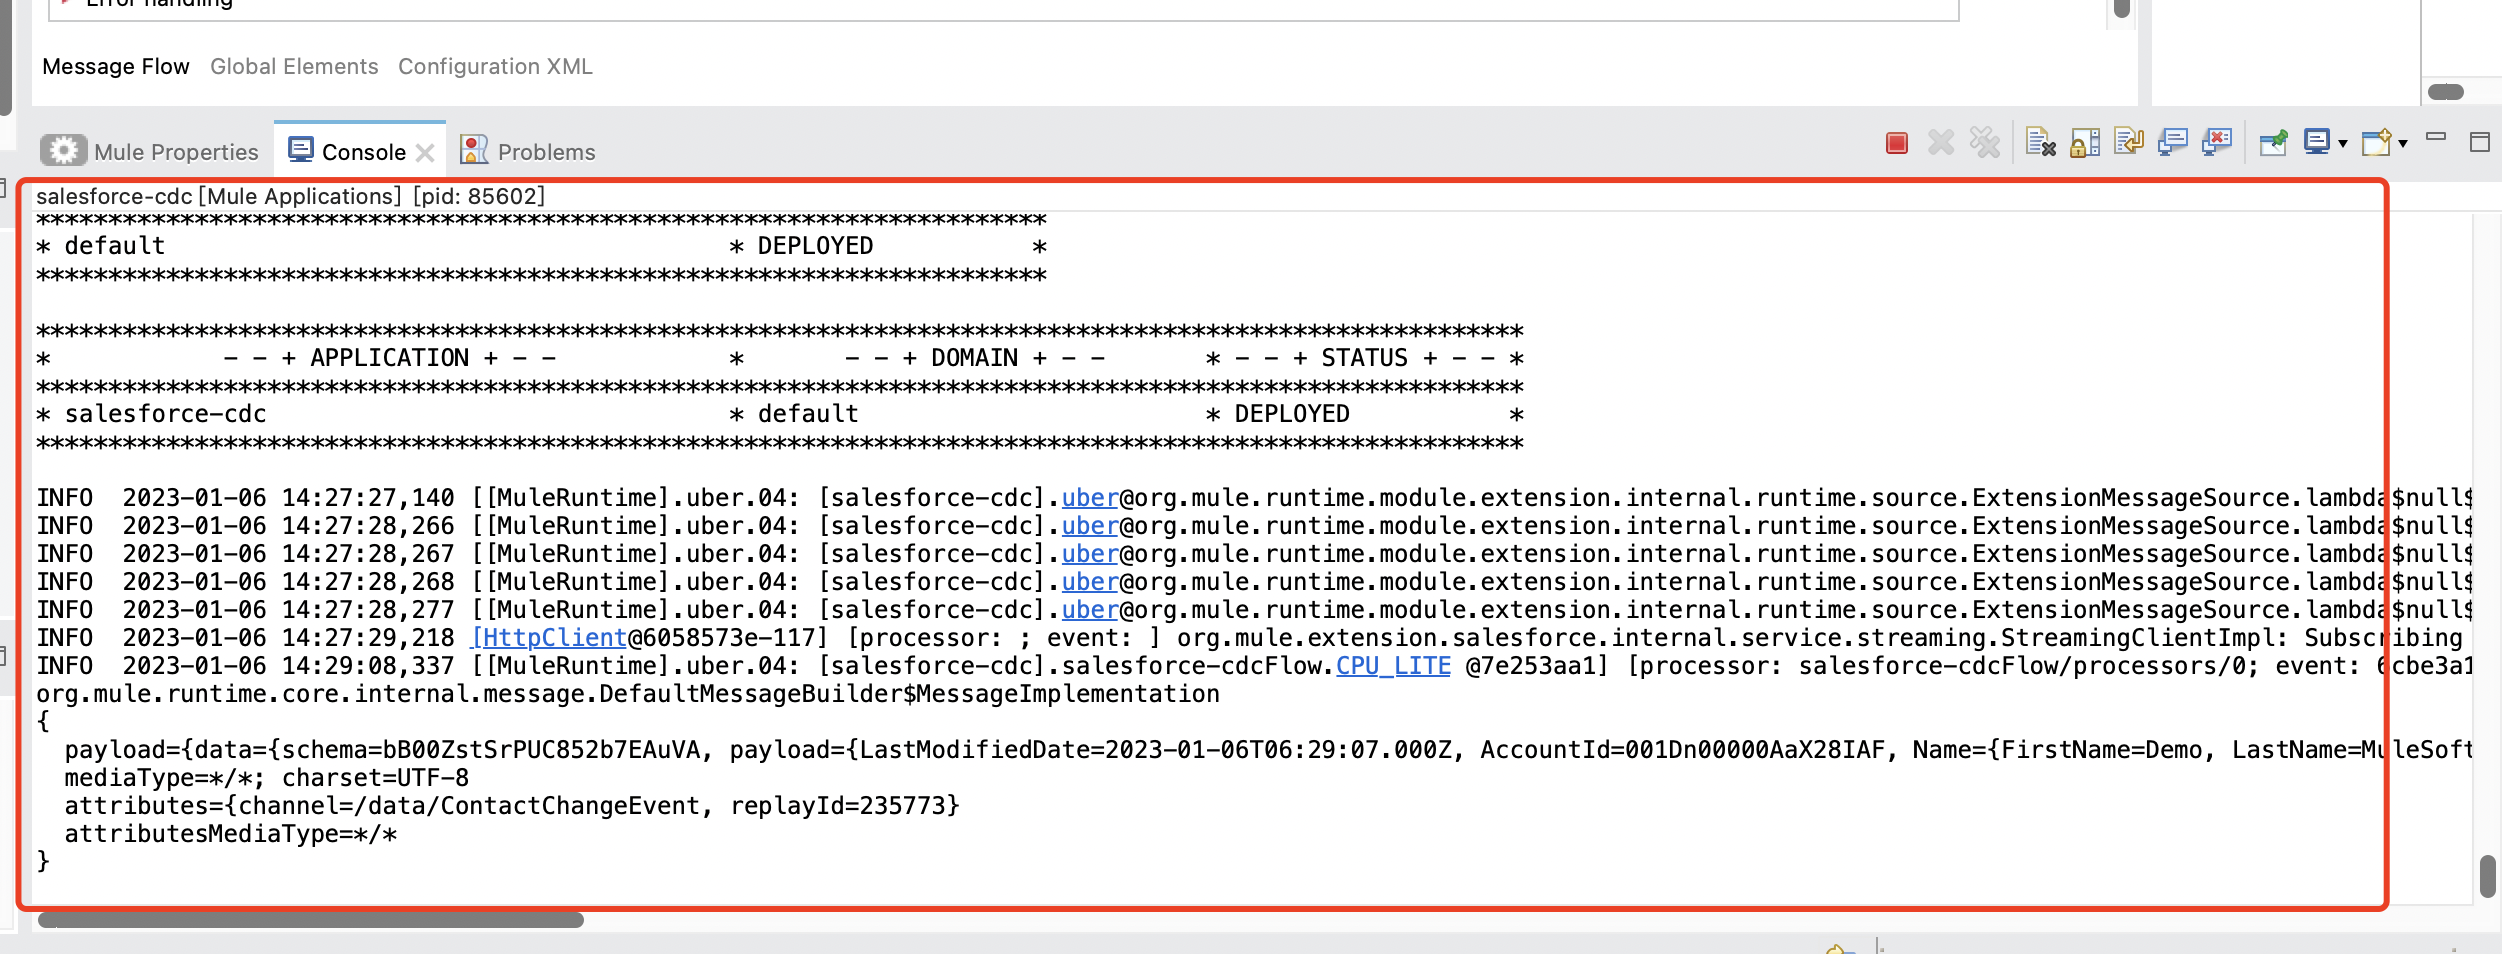 Error handling
Message Flow Global Elements Configuration XML
Mule Properties Console Problems
salesforce-cdc [Mule Applications] [pid: 85602]
**********************************************************************
* default * DEPLOYED *
**********************************************************************
*******************************************************************************************************
* - - + APPLICATION + - - * - - + DOMAIN + - - * - - + STATUS + - - *
*******************************************************************************************************
* salesforce-cdc * default * DEPLOYED *
*******************************************************************************************************
INFO 2023-01-06 14:27:27,140 [[MuleRuntime].uber.04: [salesforce-cdc].uber@org.mule.runtime.module.extension.internal.runtime.source.ExtensionMessageSource.lambda$null$
INFO 2023-01-06 14:27:28,266 [[MuleRuntime].uber.04: [salesforce-cdc].uber@org.mule.runtime.module.extension.internal.runtime.source.ExtensionMessageSource.lambda$null$
INFO 2023-01-06 14:27:28,267 [[MuleRuntime].uber.04: [salesforce-cdc].uber@org.mule.runtime.module.extension.internal.runtime.source.ExtensionMessageSource.lambda$null$
INFO 2023-01-06 14:27:28,268 [[MuleRuntime].uber.04: [salesforce-cdc].uber@org.mule.runtime.module.extension.internal.runtime.source.ExtensionMessageSource.lambda$null$
INFO 2023-01-06 14:27:28,277 [[MuleRuntime].uber.04: [salesforce-cdc].uber@org.mule.runtime.module.extension.internal.runtime.source.ExtensionMessageSource.lambda$null$
INFO 2023-01-06 14:27:29,218 [HttpClient@6058573e-117] [processor: ; event: ] org.mule.extension.salesforce.internal.service.streaming.StreamingClientImpl: Subscribing
INFO 2023-01-06 14:29:08,337 [[MuleRuntime].uber.04: [salesforce-cdc].salesforce-cdcFlow.CPU_LITE @7e253aa1] [processor: salesforce-cdcFlow/processors/0; event: 6cbe3a1
org.mule.runtime.core.internal.message.DefaultMessageBuilder$MessageImplementation
{
payload={data={schema=bB00ZstSrPUC852b7EAuVA, payload={LastModifiedDate=2023-01-06T06:29:07.000Z, AccountId=001Dn00000AaX28IAF, Name={FirstName=Demo, LastName=MuleSoft
mediaType=*/*; charset=UTF-8
attributes={channel=/data/ContactChangeEvent, replayId=235773}
attributesMediaType=*/*
}